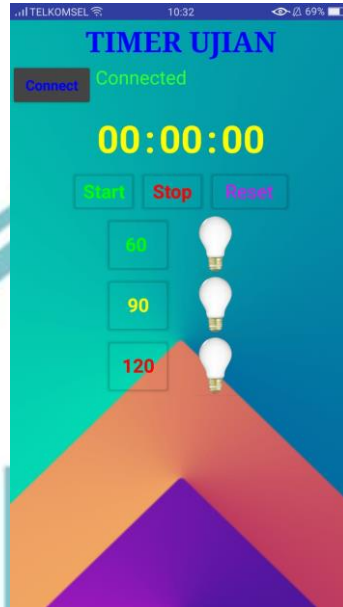 TELKOMSEL 10:32 69%
TIMER UJIAN
Connect Connected
00:00:00
Start Stop Reset
60
90
120